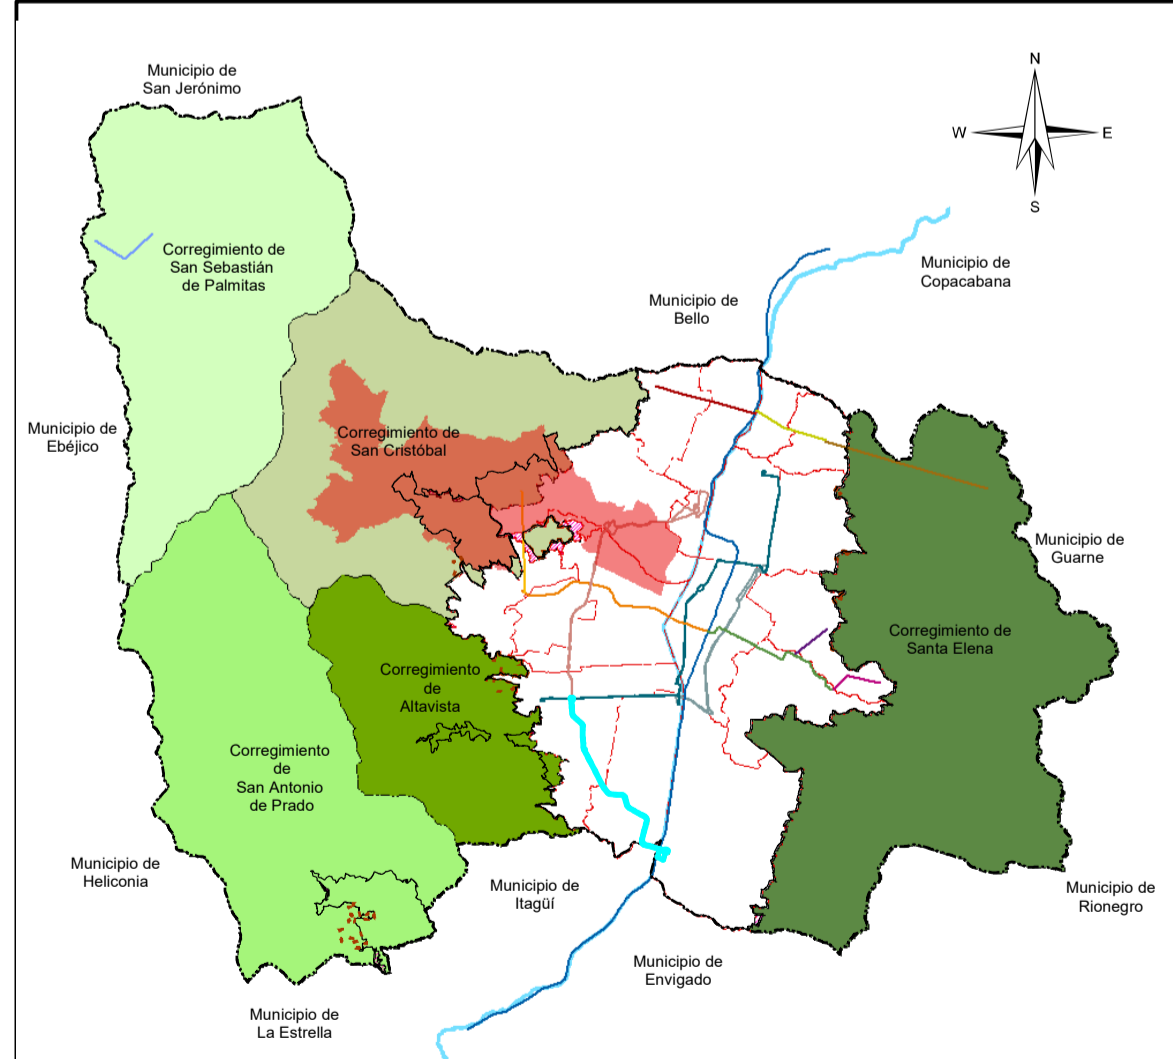 Municipio de
San Jerónimo
N
W
E
S
Corregimiento de
San Sebastián
de Palmitas
Municipio de
Copacabana
Municipio de
Bello
Municipio de
Ebéjico
Corregimiento de
San Cristóbal
Municipio de
Guarne
Corregimiento de
Santa Elena
Corregimiento
de
Altavista
Corregimiento
de
San Antonio
de Prado
Municipio de
Heliconia
Municipio de
Itagüí
Municipio de
Rionegro
Municipio de
Envigado
Municipio de
La Estrella